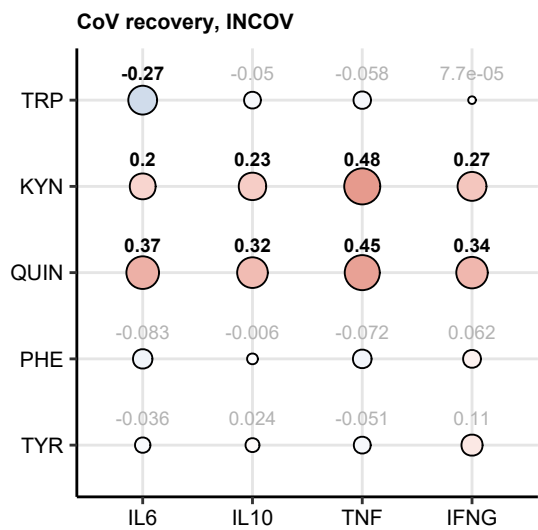 CoV recovery, INCOV
-0.27 -0.05 -0.058 7.7e-05
TRP
0.2 0.23 0.48 0.27
KYN
0.37 0.32 0.45 0.34
QUIN
-0.083 -0.006 -0.072 0.062
PHE
-0.036 0.024 -0.051 0.11
TYR
IL6 IL10 TNF IFNG